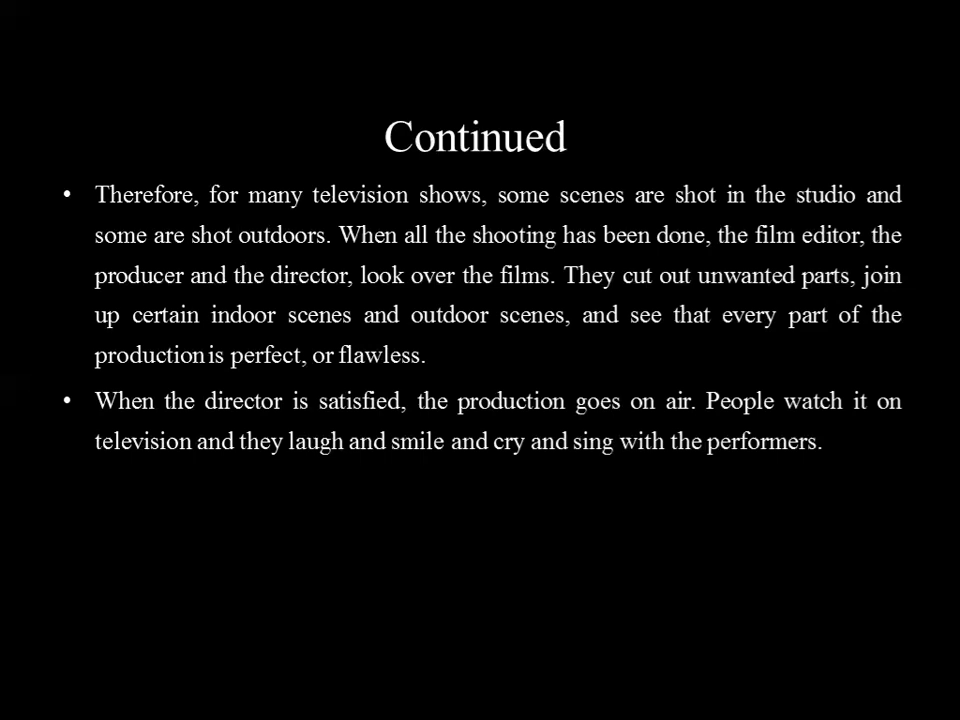 Continued
• Therefore, for many television shows, some scenes are shot in the studio and
some are shot outdoors. When all the shooting has been done, the film editor, the
producer and the director, look over the films. They cut out unwanted parts, join
up certain indoor scenes and outdoor scenes, and see that every part of the
production is perfect, or flawless.
• When the director is satisfied, the production goes on air. People watch it on
television and they laugh and smile and cry and sing with the performers.